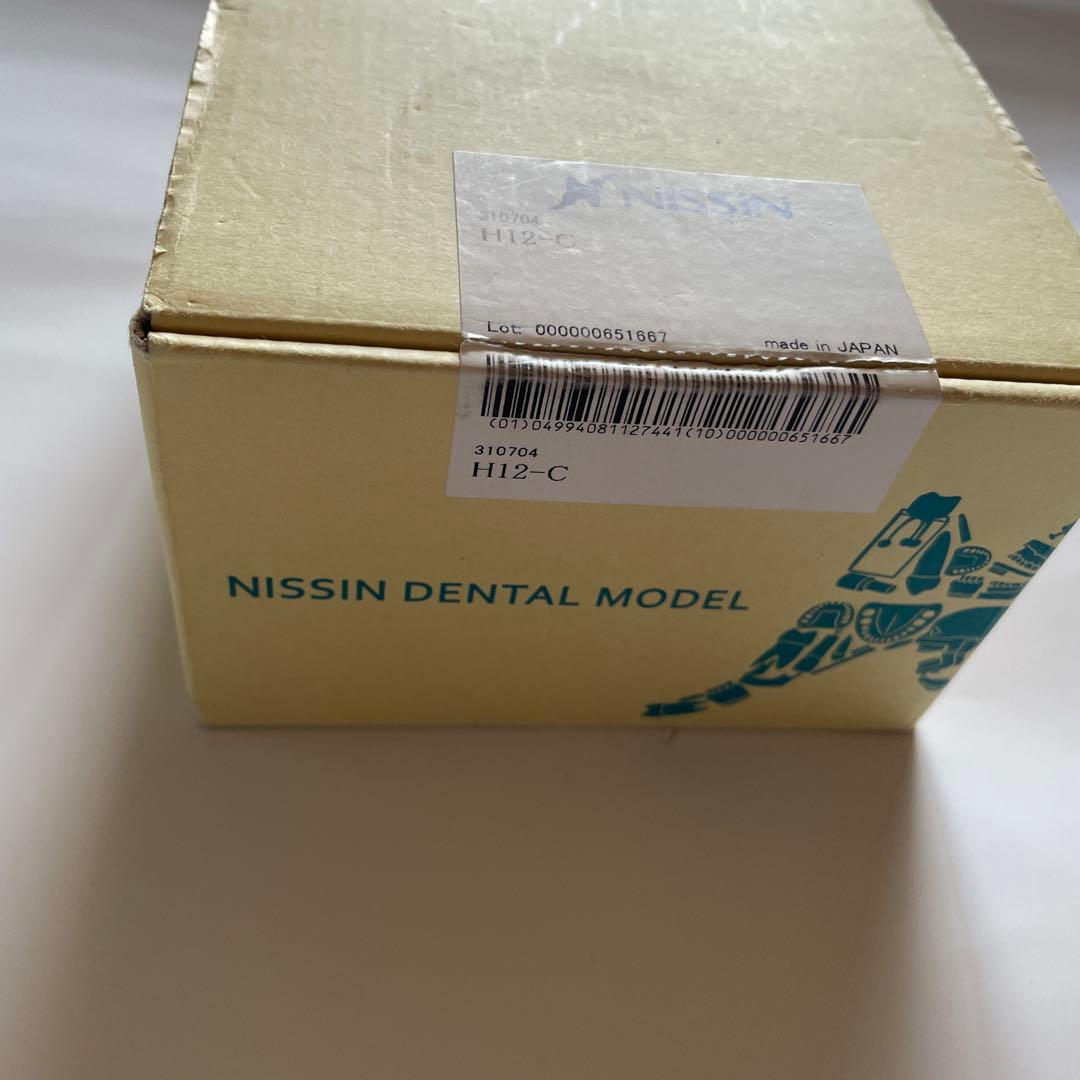 NISSIN
310704
H12-C
Lot: 000000651667
made in JAPAN
(01)04994081127441(10)000000651667
310704
H12-C
NISSIN DENTAL MODEL